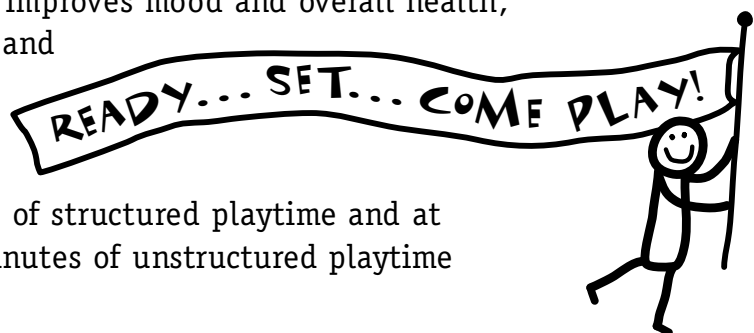 improves mood and overall health,
and
READY... SET... COME PLAY!
of structured playtime and at
nutes of unstructured playtime